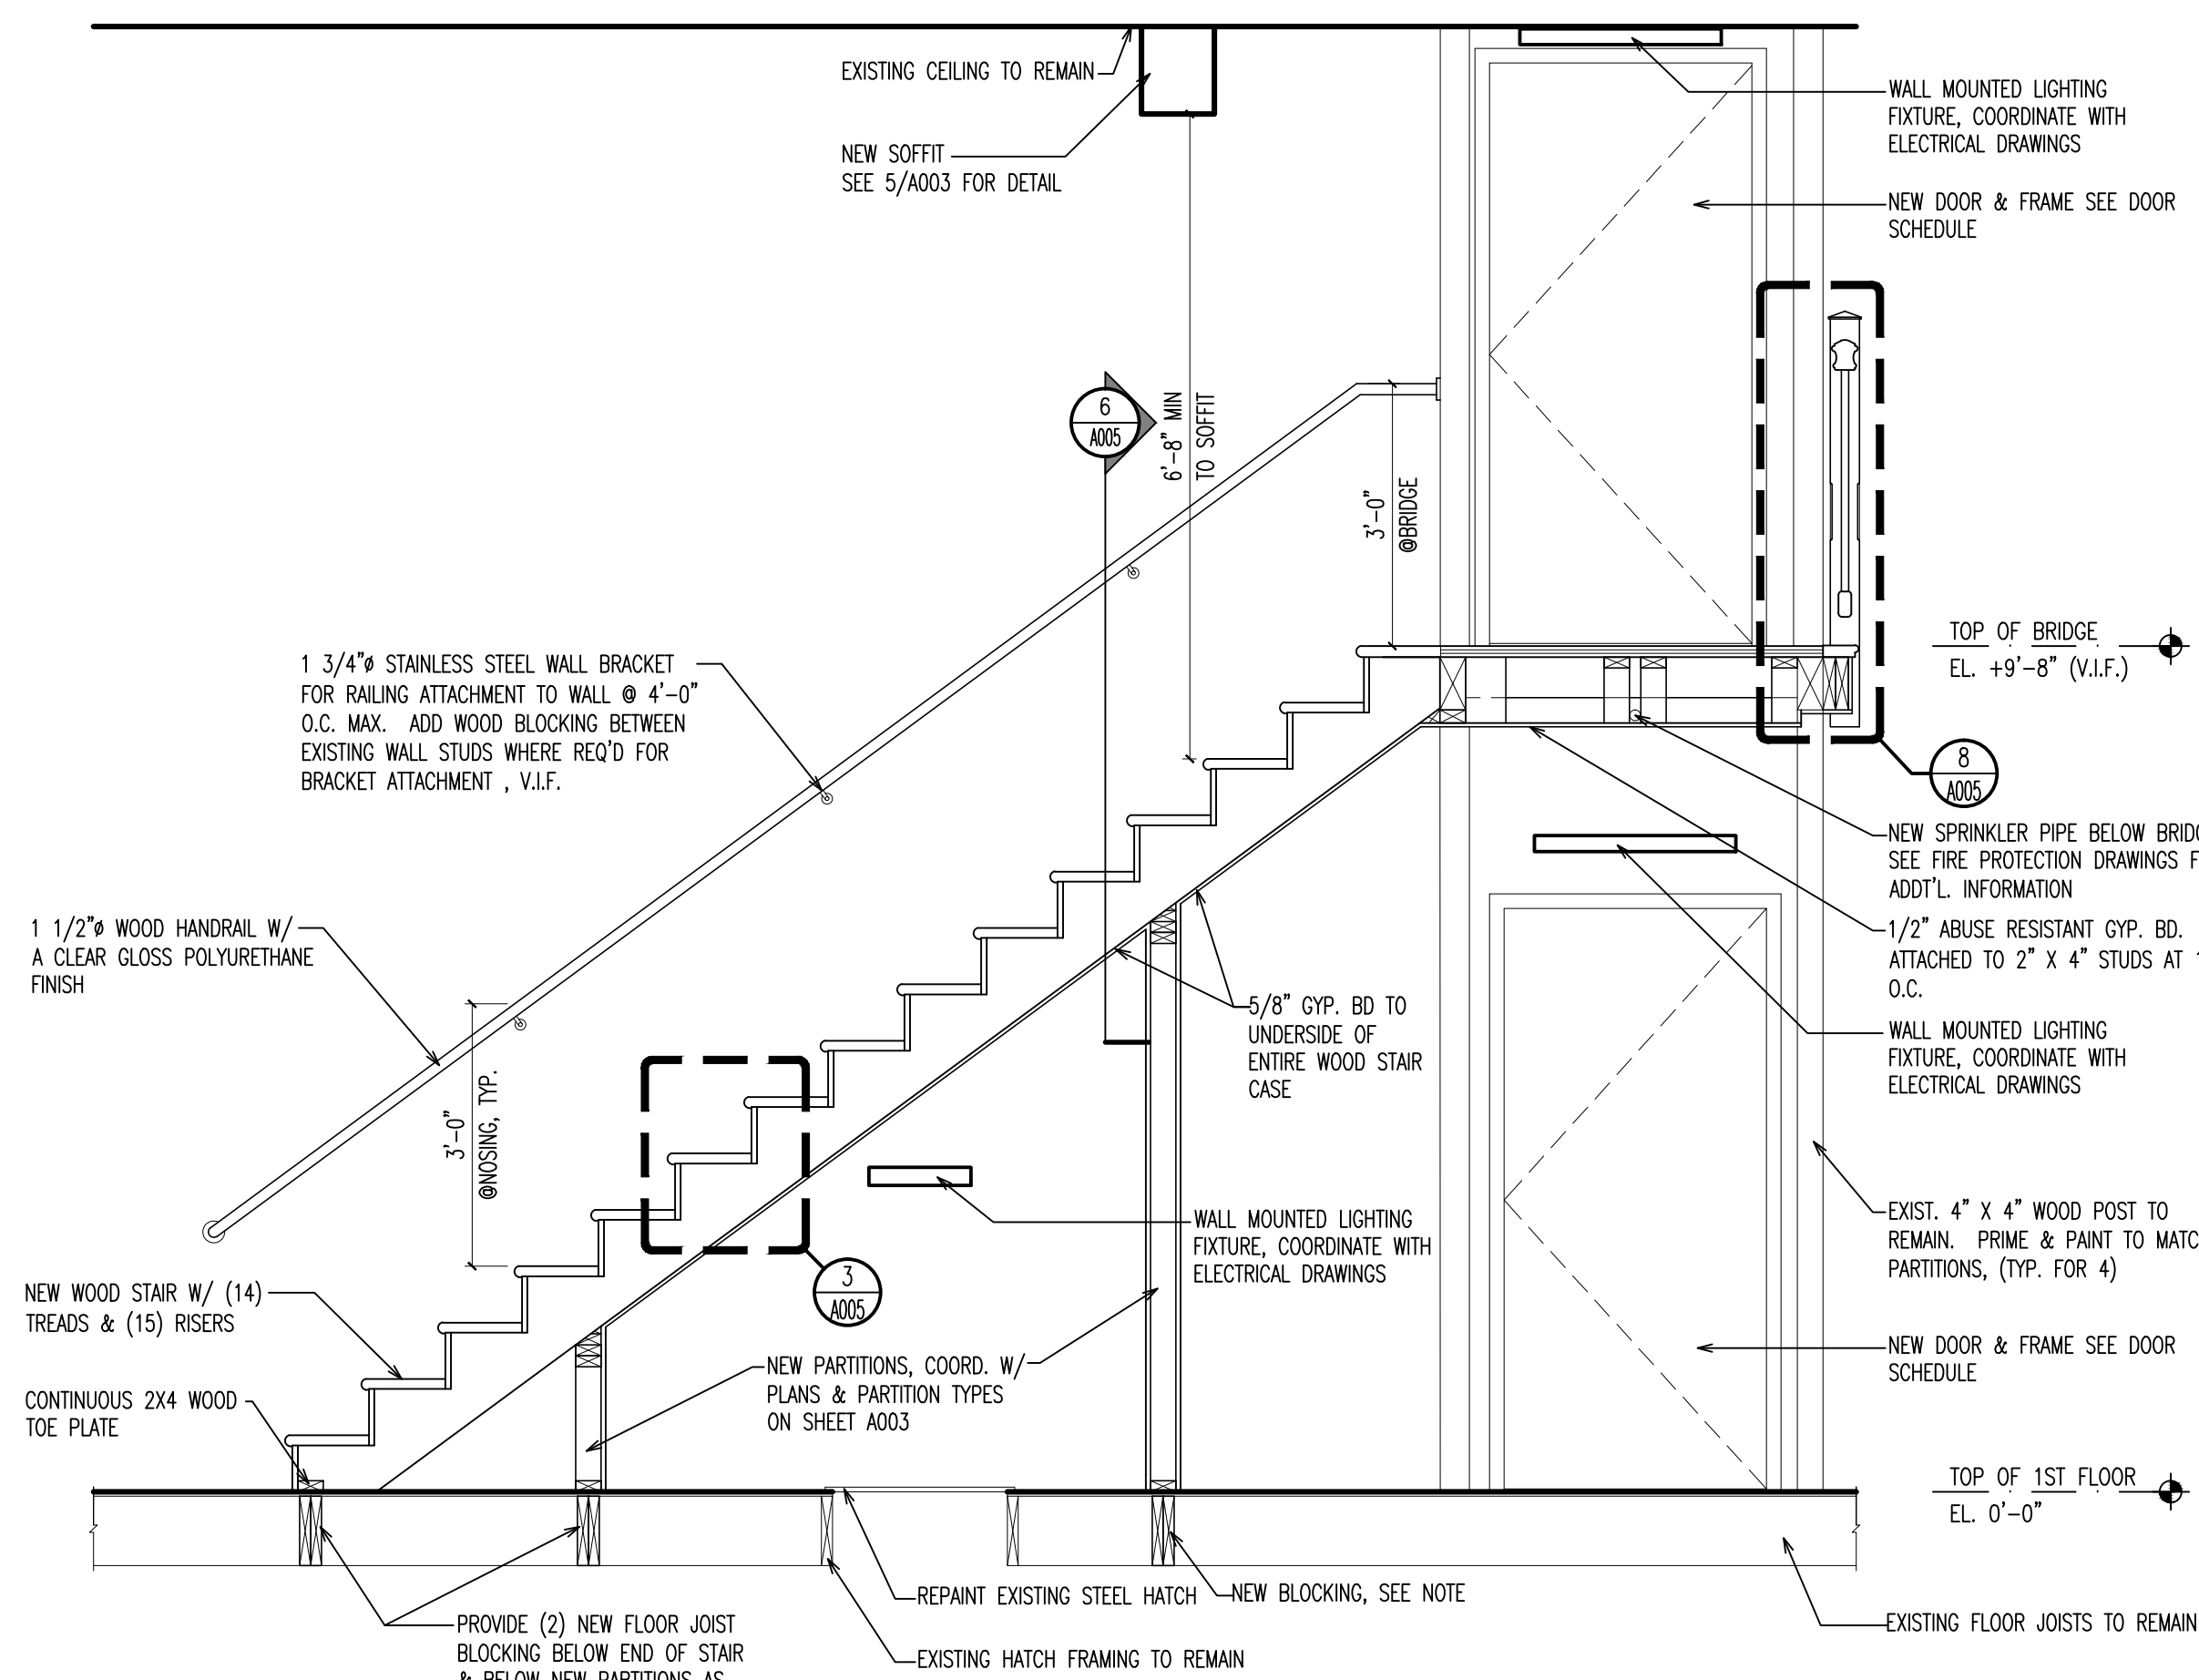 EXISTING CEILING TO REMAIN
NEW SOFFIT
SEE 5/A003 FOR DETAIL
WALL MOUNTED LIGHTING
FIXTURE, COORDINATE WITH
ELECTRICAL DRAWINGS
NEW DOOR & FRAME SEE DOOR
SCHEDULE
6
A005
6'-8" MIN
TO SOFFIT
3'-0"
@BRIDGE
TOP OF BRIDGE
EL. +9'-8" (V.I.F.)
1 3/4"ø STAINLESS STEEL WALL BRACKET
FOR RAILING ATTACHMENT TO WALL @ 4'-0"
O.C. MAX. ADD WOOD BLOCKING BETWEEN
EXISTING WALL STUDS WHERE REQ'D FOR
BRACKET ATTACHMENT , V.I.F.
8
A005
NEW SPRINKLER PIPE BELOW
SEE FIRE PROTECTION DRAWINGS
ADDT'L. INFORMATION
1 1/2"ø WOOD HANDRAIL W/
A CLEAR GLOSS POLYURETHANE
FINISH
1/2" ABUSE RESISTANT GYP. BD.
ATTACHED TO 2" X 4" STUDS AT
O.C.
5/8" GYP. BD TO
UNDERSIDE OF
ENTIRE WOOD STAIR
CASE
WALL MOUNTED LIGHTING
FIXTURE, COORDINATE WITH
ELECTRICAL DRAWINGS
3'-0"
@NOSING, TYP.
WALL MOUNTED LIGHTING
FIXTURE, COORDINATE WITH
ELECTRICAL DRAWINGS
EXIST. 4" X 4" WOOD POST TO
REMAIN. PRIME & PAINT TO
PARTITIONS, (TYP. FOR 4)
3
A005
NEW WOOD STAIR W/ (14)
TREADS & (15) RISERS
NEW PARTITIONS, COORD. W/
PLANS & PARTITION TYPES
ON SHEET A003
NEW DOOR & FRAME SEE DOOR
SCHEDULE
CONTINUOUS 2X4 WOOD
TOE PLATE
TOP OF 1ST FLOOR
EL. 0'-0"
REPAINT EXISTING STEEL HATCH
NEW BLOCKING, SEE NOTE
EXISTING FLOOR JOISTS TO REMAIN
PROVIDE (2) NEW FLOOR JOIST
BLOCKING BELOW END OF STAIR
& BELOW NEW PARTITIONS AS
EXISTING HATCH FRAMING TO REMAIN